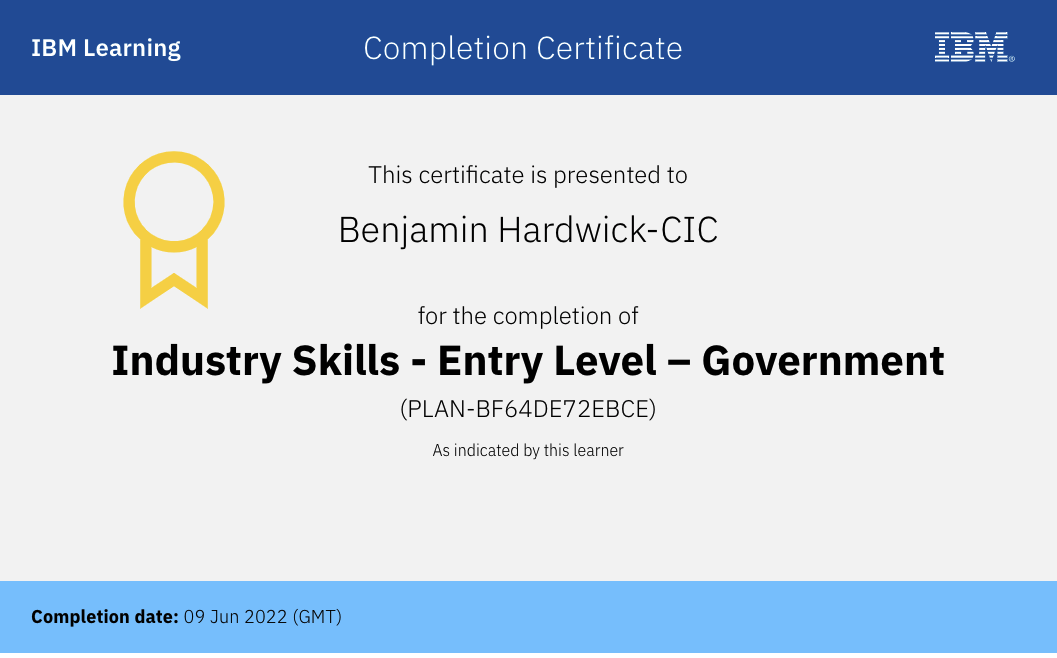 IBM Learning
Completion Certificate
IBM®
This certificate is presented to
Benjamin Hardwick-CIC
for the completion of
Industry Skills - Entry Level – Government
(PLAN-BF64DE72EBCE)
As indicated by this learner
Completion date: 09 Jun 2022 (GMT)